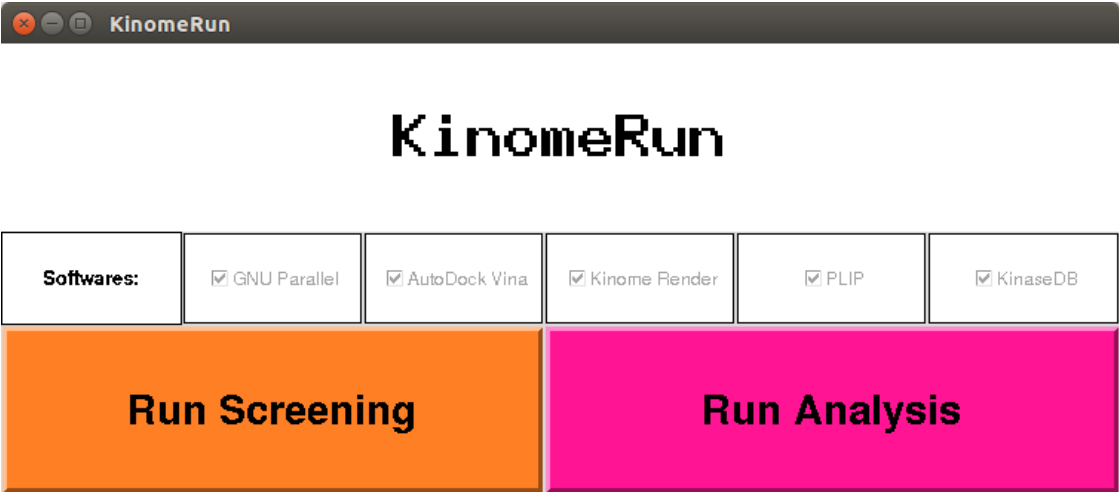 KinomeRun
KinomeRun
Softwares: GNU Parallel AutoDock Vina Kinome Render PLIP KinaseDB
Run Screening Run Analysis